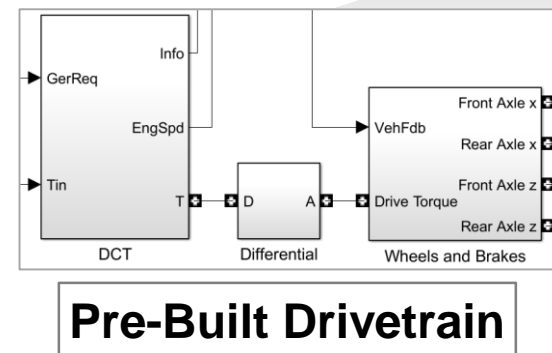 Info
GerReq
EngSpd
Tin
T
DCT
D
A
Differential
VehFdb
Drive Torque
Front Axle x
Rear Axle x
Front Axle z
Rear Axle z
Wheels and Brakes
Pre-Built Drivetrain